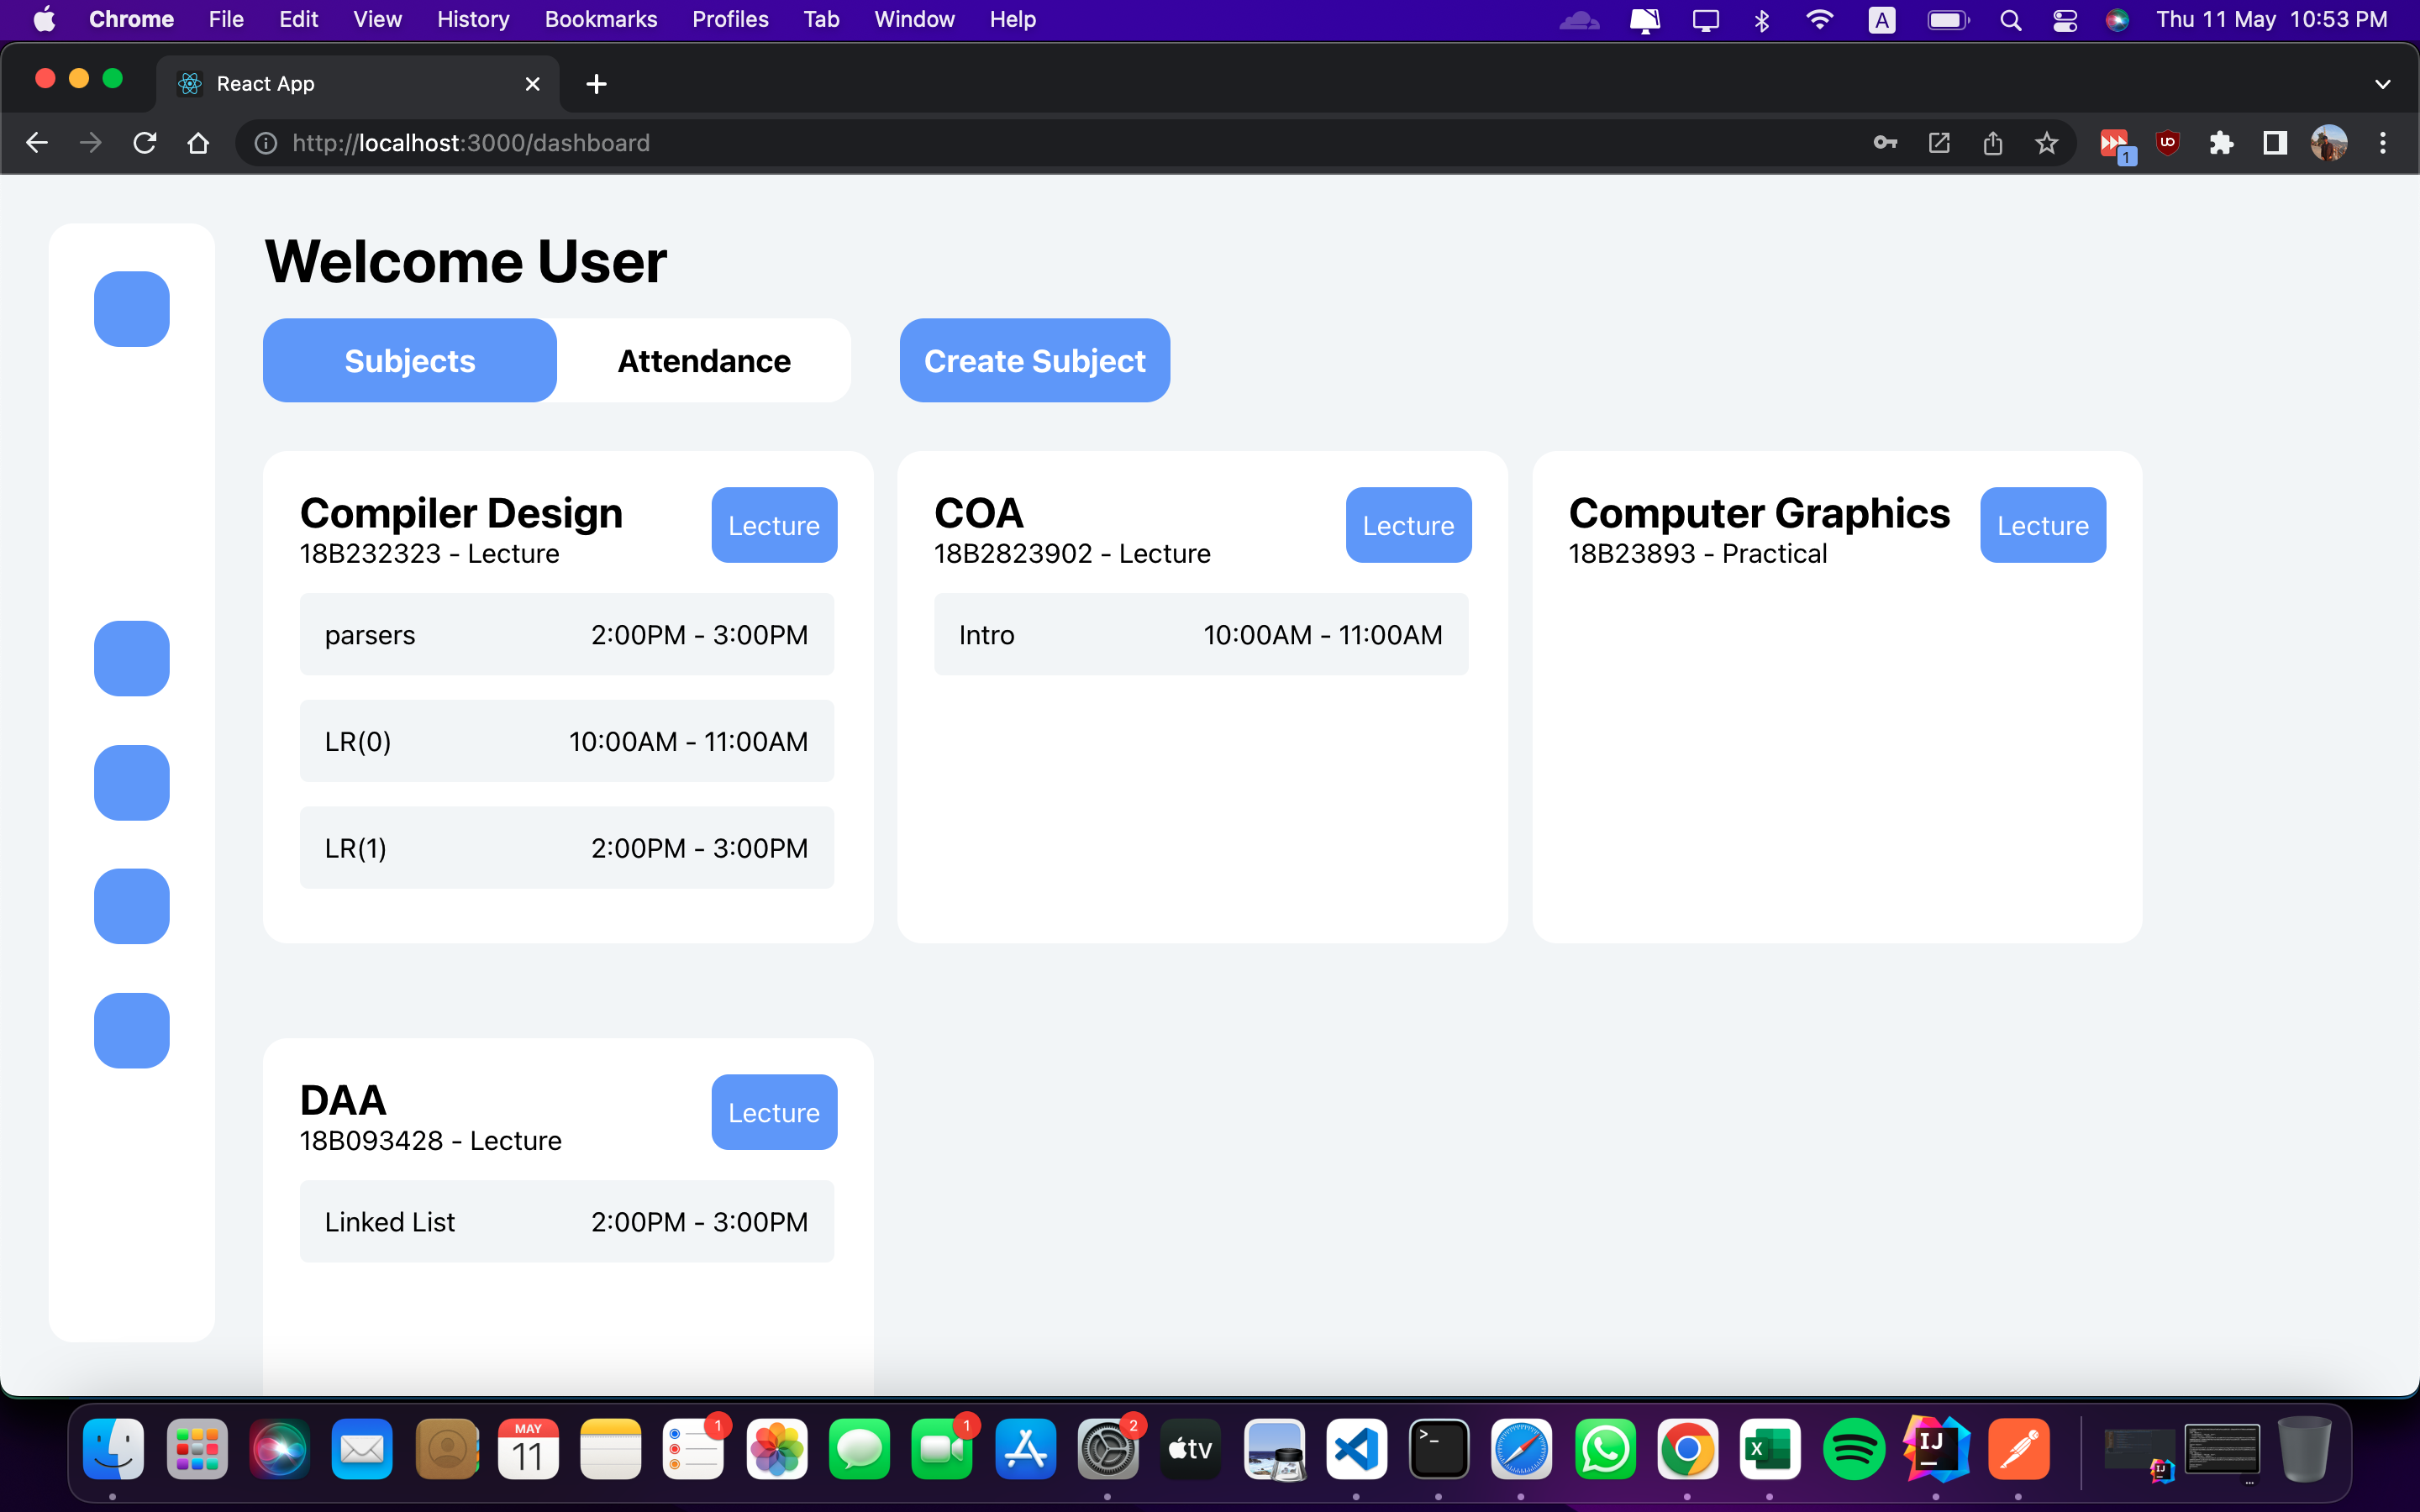 Chrome File Edit View History Bookmarks Profiles Tab Window Help A Thu 11 May 10:53 PM
React App
http://localhost:3000/dashboard
1
Welcome User
Subjects Attendance Create Subject
Compiler Design Lecture
18B232323 - Lecture
parsers 2:00PM - 3:00PM
LR(0) 10:00AM - 11:00AM
LR(1) 2:00PM - 3:00PM
COA Lecture
18B2823902 - Lecture
Intro 10:00AM - 11:00AM
Computer Graphics Lecture
18B23893 - Practical
DAA Lecture
18B093428 - Lecture
Linked List 2:00PM - 3:00PM
MAY
11
1
1
2
tv
>_
X
IJ
IJ